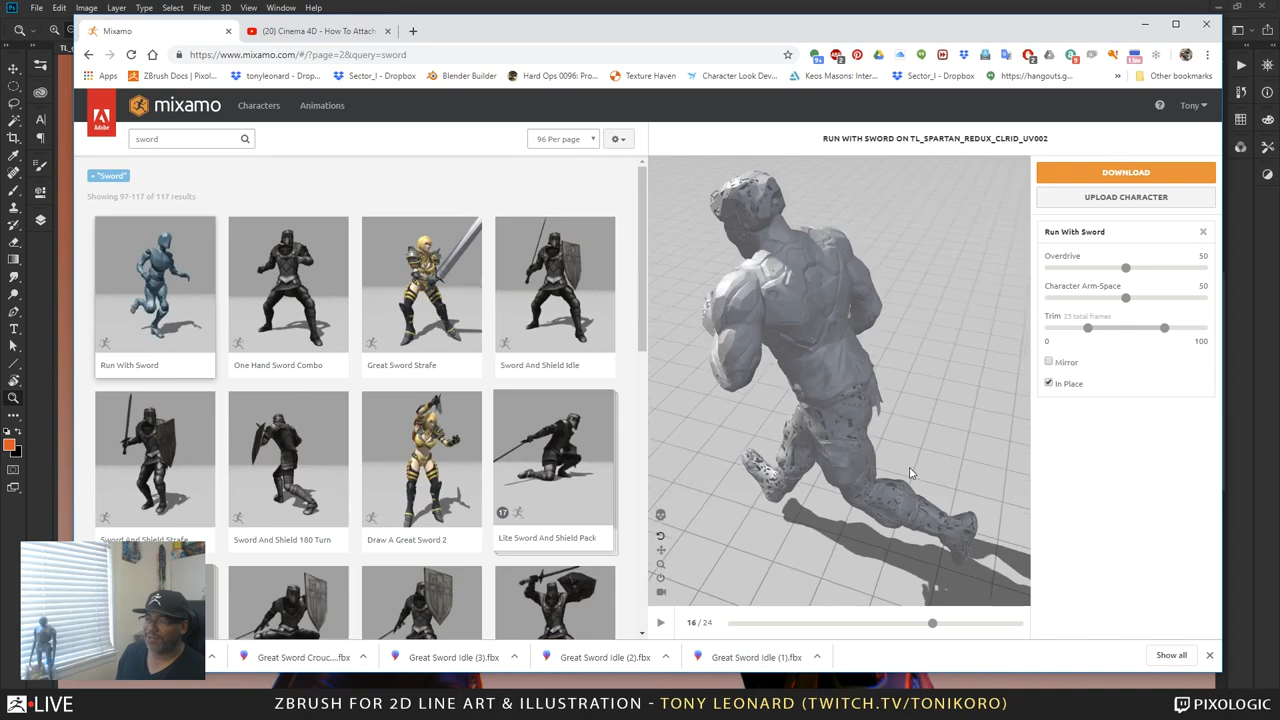 Ps File Edit Image Layer Type Select Filter 3D View Window Help
Mixamo
(20) Cinema 4D - How To Attach
https://www.mixamo.com/#/?page=2&query=sword
Apps
ZBrush Docs | Pixol...
tonyleonard - Drop...
Sector_I - Dropbox
Blender Builder
Hard Ops 0096: Pro...
Texture Haven
Character Look Dev...
Keos Masons: Inter...
Sector_I - Dropbox
https://hangouts.g...
»
Other bookmarks
Adobe
mixamo
Characters
Animations
Tony
sword
96 Per page
RUN WITH SWORD ON TL_SPARTAN_REDUX_CLRID_UV002
× "Sword"
Showing 97-117 of 117 results
DOWNLOAD
UPLOAD CHARACTER
Run With Sword
Overdrive 50
Character Arm-Space 50
Trim 25 total frames
0 100
Mirror
In Place
Run With Sword
One Hand Sword Combo
Great Sword Strafe
Sword And Shield Idle
Sword And Shield Strafe
Sword And Shield 180 Turn
Draw A Great Sword 2
17
Lite Sword And Shield Pack
16 / 24
Great Sword Crouc....fbx
Great Sword Idle (3).fbx
Great Sword Idle (2).fbx
Great Sword Idle (1).fbx
Show all
LIVE
ZBRUSH FOR 2D LINE ART & ILLUSTRATION - TONY LEONARD (TWITCH.TV/TONIKORO)
PIXOLOGIC